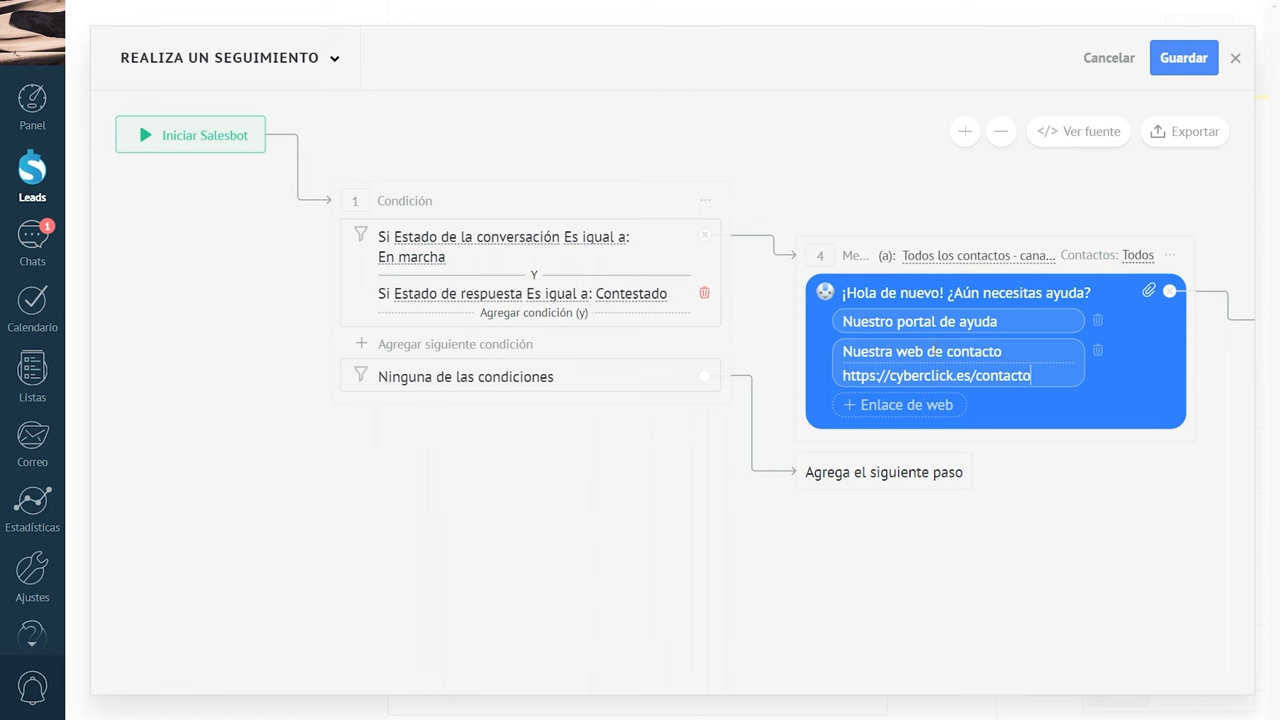 REALIZA UN SEGUIMIENTO
Cancelar
Guardar
Panel
Leads
1
Chats
Calendario
Listas
Correo
Estadísticas
Ajustes
Iniciar Salesbot
</> Ver fuente
Exportar
1 Condición
Si Estado de la conversación Es igual a:
En marcha
Y
Si Estado de respuesta Es igual a: Contestado
Agregar condición (y)
+ Agregar siguiente condición
Ninguna de las condiciones
4 Me... (a): Todos los contactos - cana... Contactos: Todos ...
¡Hola de nuevo! ¿Aún necesitas ayuda?
Nuestro portal de ayuda
Nuestra web de contacto
https://cyberclick.es/contacto
+ Enlace de web
Agrega el siguiente paso